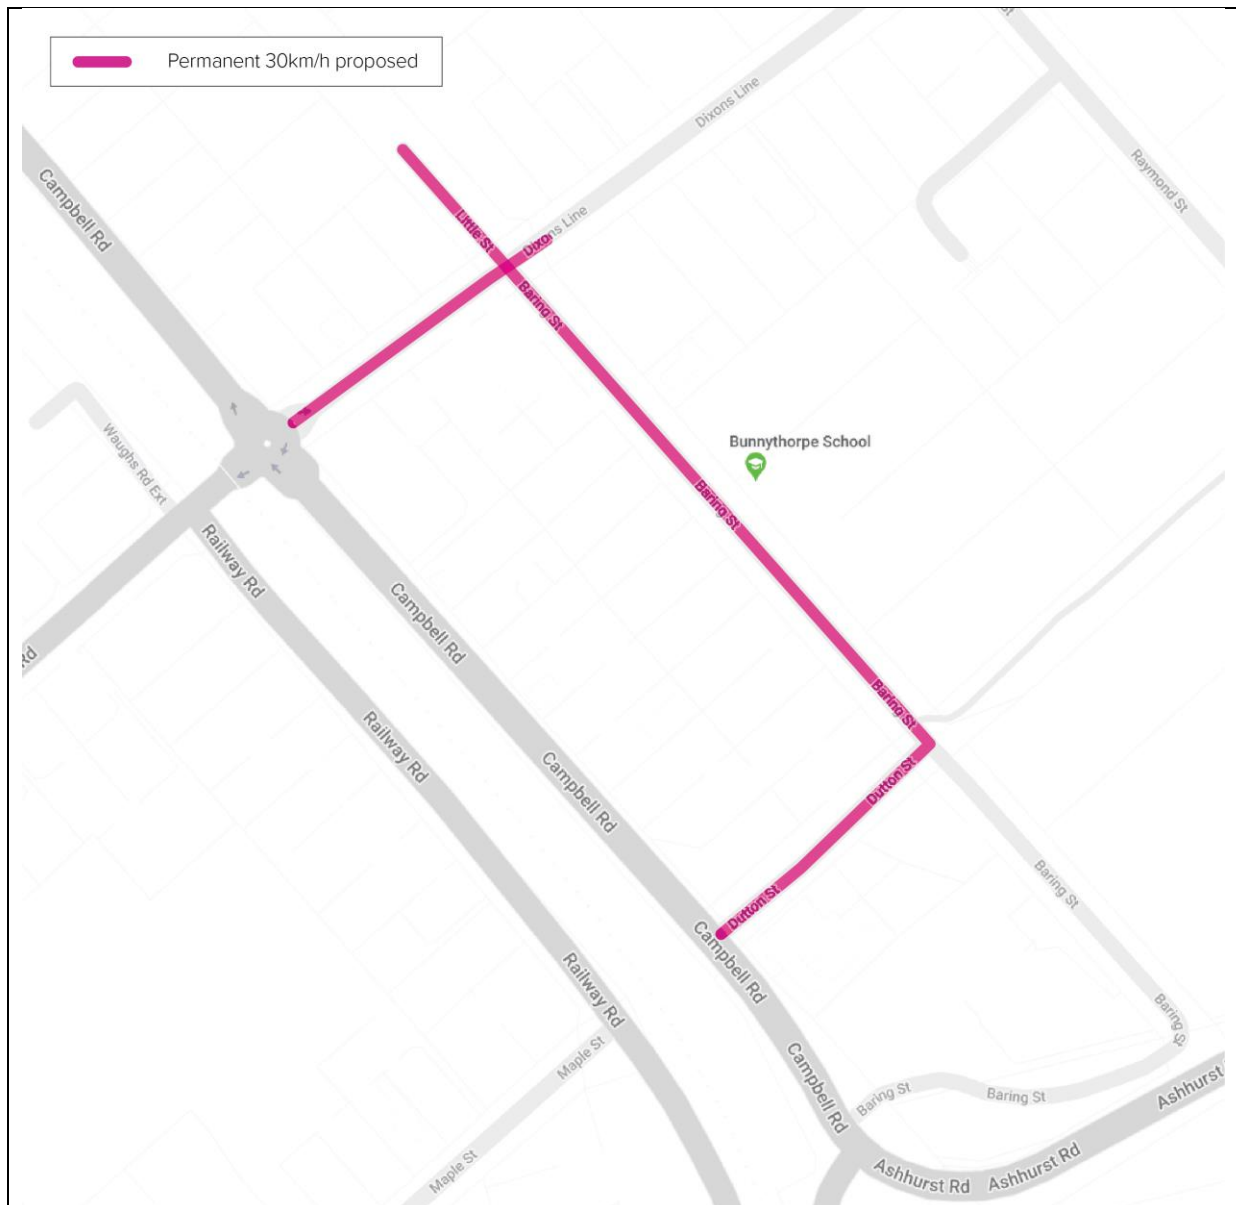 Permanent 30km/h proposed
Dixons Line
Campbell Rd
Raymond St
Little St
Dixons Line
Dixo
Baring St
Waughs Rd Ext
Bunnythorpe School
Baring St
Railway Rd
Campbell Rd
Rd
Baring St
Railway Rd
Dutton St
Campbell Rd
Baring St
Dutton St
Campbell Rd
Railway Rd
Baring St
Maple St
Campbell Rd
Baring St
Baring St
Ashhurst
Maple St
Ashhurst Rd
Ashhurst Rd